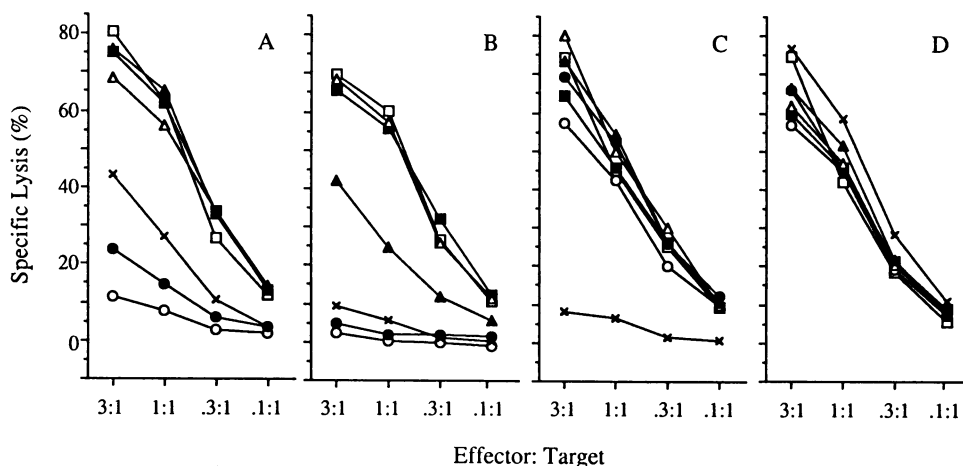 A B C D
80
60
40
20
0
Specific Lysis (%)
3:1 1:1 .3:1 .1:1 3:1 1:1 .3:1 .1:1 3:1 1:1 .3:1 .1:1 3:1 1:1 .3:1 .1:1
Effector: Target